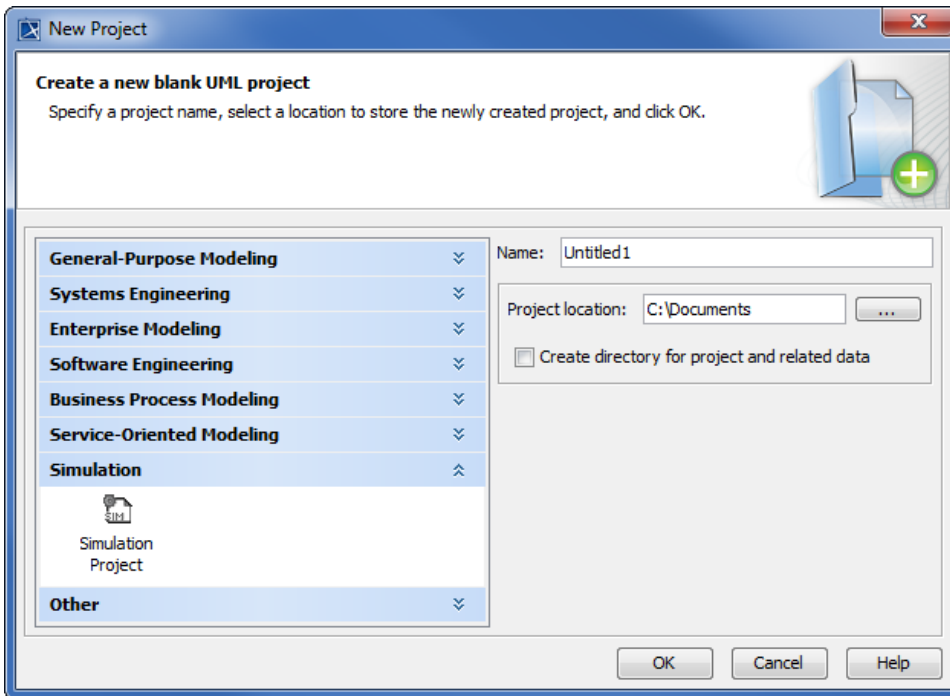 New Project
Create a new blank UML project
Specify a project name, select a location to store the newly created project, and click OK.
General-Purpose Modeling
Systems Engineering
Enterprise Modeling
Software Engineering
Business Process Modeling
Service-Oriented Modeling
Simulation
SIM
Simulation
Project
Other
Name: Untitled1
Project location: C:\Documents ...
Create directory for project and related data
OK Cancel Help